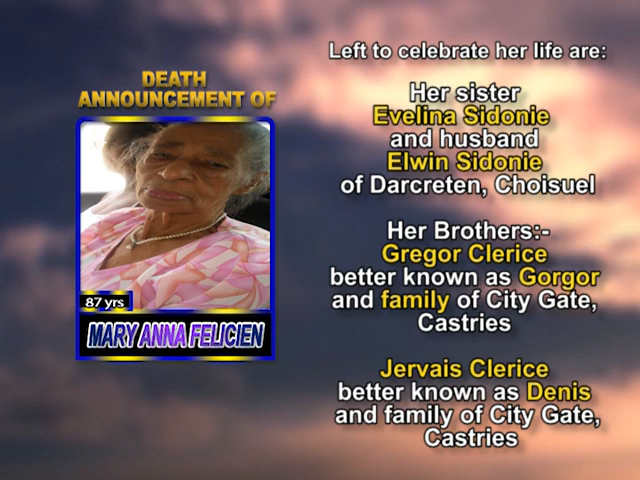 DEATH
ANNOUNCEMENT OF
87 yrs
MARY ANNA FELICIEN
Left to celebrate her life are:
Her sister
Evelina Sidonie
and husband
Elwin Sidonie
of Darcreten, Choisuel
Her Brothers:-
Gregor Clerice
better known as Gorgor
and family of City Gate,
Castries
Jervais Clerice
better known as Denis
and family of City Gate,
Castries